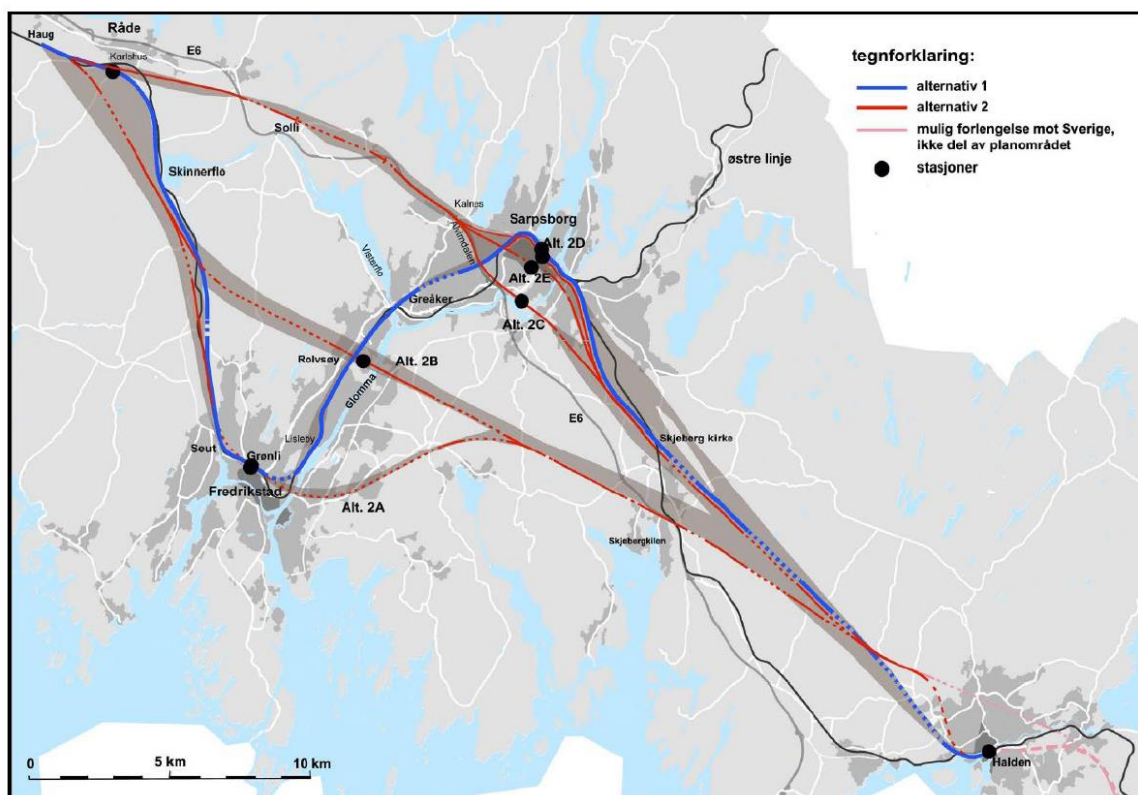 Råde
Haug
E6
Karlshus
Solli
Skinnerflo
Kalnes
Alvimdalen
Sarpsborg
østre linje
Visterflo
Alt. 2D
Alt. 2E
Greåker
Alt. 2C
Rolvsøy
Alt. 2B
Glomma
E6
Lisleby
Skjeberg kirke
Seut
Grønli
Fredrikstad
Alt. 2A
Skjebergkilen
Halden
tegnforklaring:
alternativ 1
alternativ 2
mulig forlengelse mot Sverige,
ikke del av planområdet
stasjoner
0 5 km 10 km